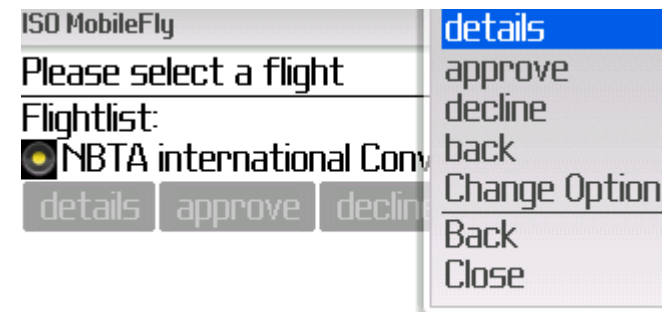 ISO MobileFly
Please select a flight
Flightlist:
NBTA international Conv
details approve decline
details
approve
decline
back
Change Option
Back
Close